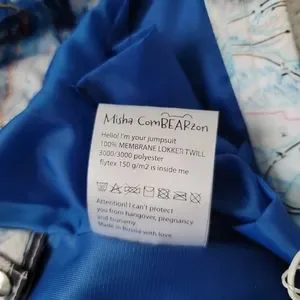 Misha ComBEARzon
Hello! I'm your jumpsuit
100% MEMBRANE LOKKER TWILL
3000/3000 polyester
flytex 150 g/m2 is inside me
Attention! I can't protect
you from hangover, pregnancy
and tsunamy
Made in Russia with love